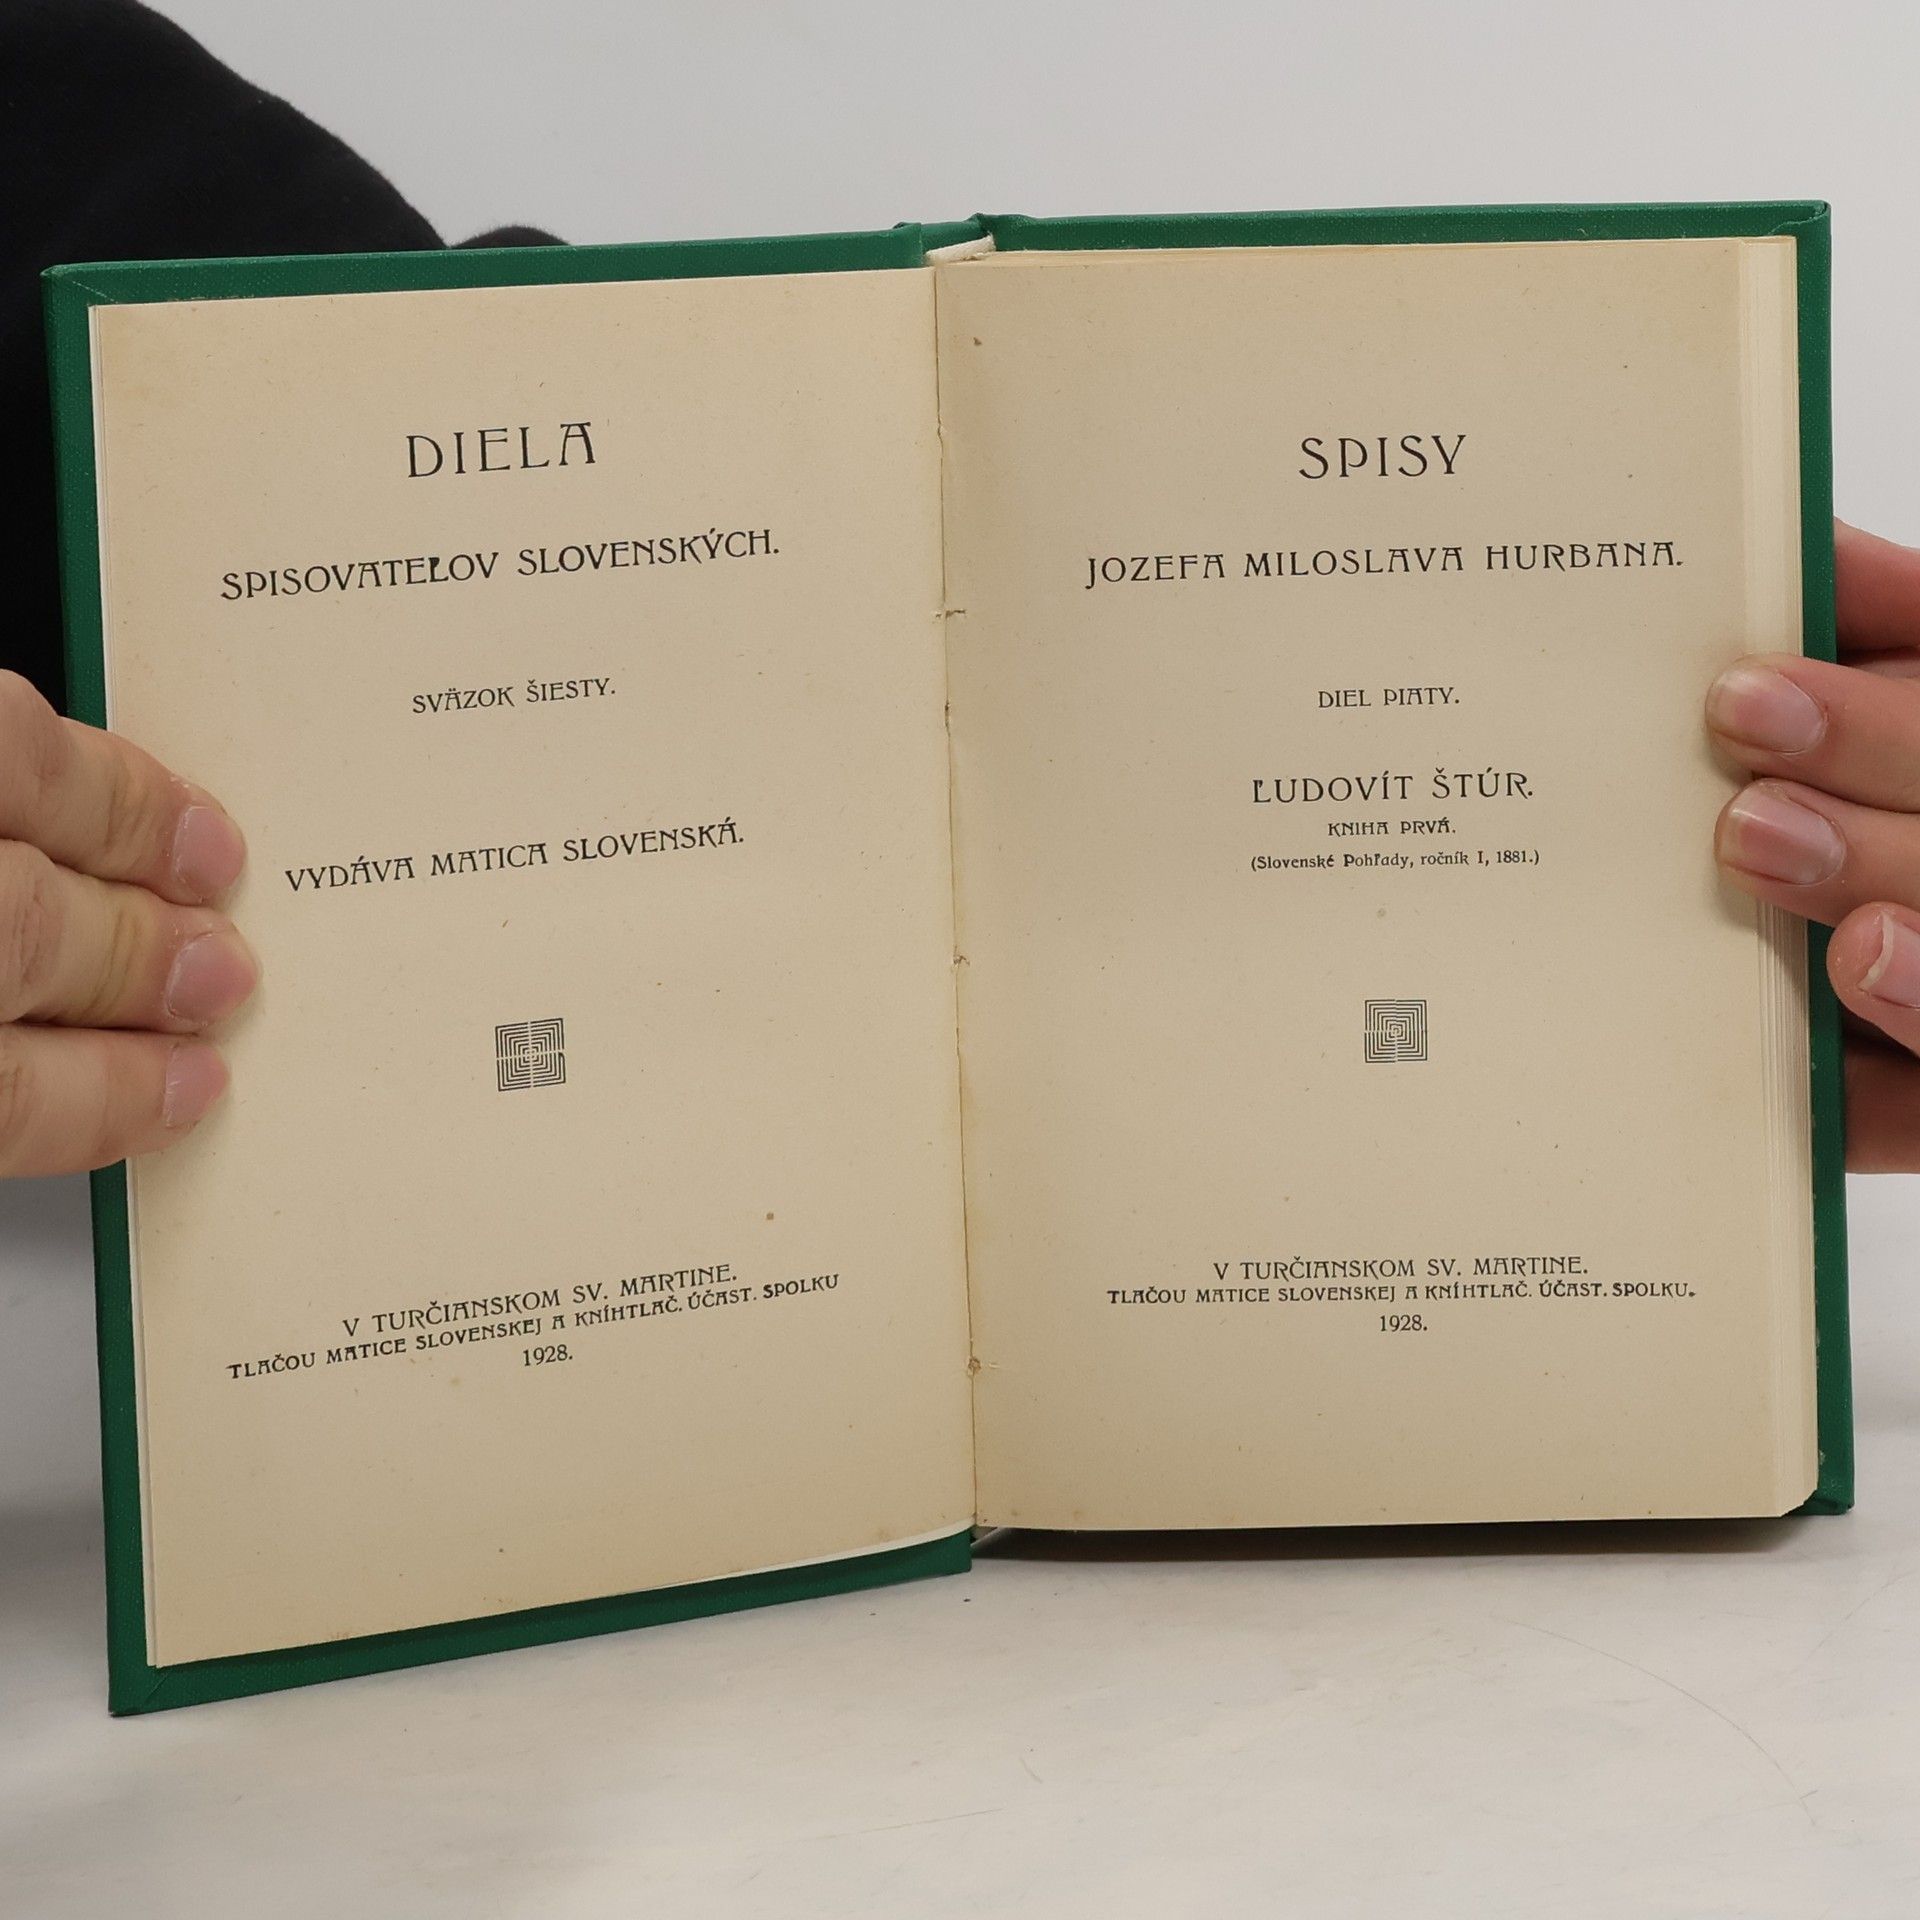 DIELA
SPISOVATEĽOV SLOVENSKÝCH.
SVÄZOK ŠIESTY.
VYDÁVA MATICA SLOVENSKÁ.
V TURČIANSKOM SV. MARTINE.
TLAČOU MATICE SLOVENSKEJ A KNÍHTLAČ. ÚČAST. SPOLKU
1928.
SPISY
JOZEFA MILOSLAVA HURBANA.
DIEL PIATY.
ĽUDOVÍT ŠTÚR.
KNIHA PRVÁ.
(Slovenské Pohľady, ročník I, 1881.)
V TURČIANSKOM SV. MARTINE.
TLAČOU MATICE SLOVENSKEJ A KNÍHTLAČ. ÚČAST. SPOLKU.
1928.